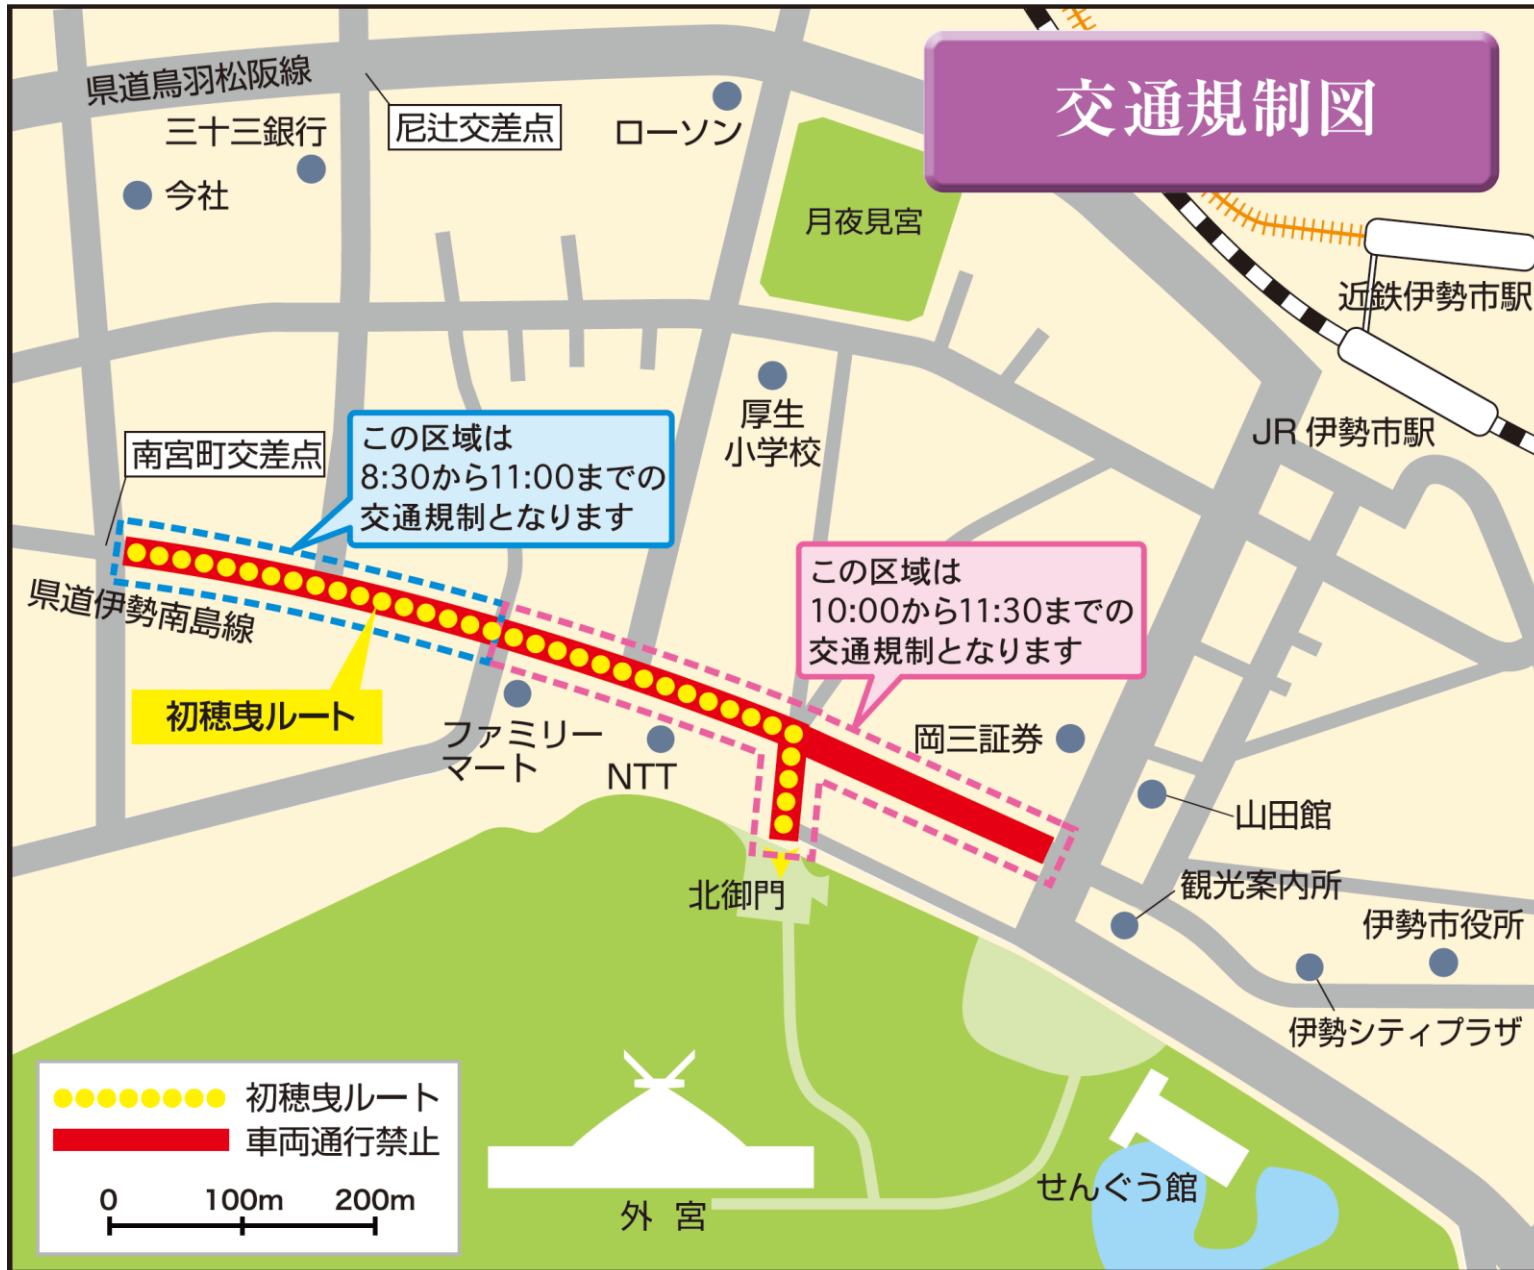 交通規制図
県道鳥羽松阪線
尼辻交差点
ローソン
三十三銀行
今社
月夜見宮
近鉄伊勢市駅
JR 伊勢市駅
厚生
小学校
南宮町交差点
この区域は
8:30から11:00までの
交通規制となります
この区域は
10:00から11:30までの
交通規制となります
県道伊勢南島線
初穂曳ルート
ファミリー
マート
NTT
岡三証券
山田館
観光案内所
北御門
伊勢市役所
伊勢シティプラザ
せんぐう館
外 宮
初穂曳ルート
車両通行禁止
0 100m 200m